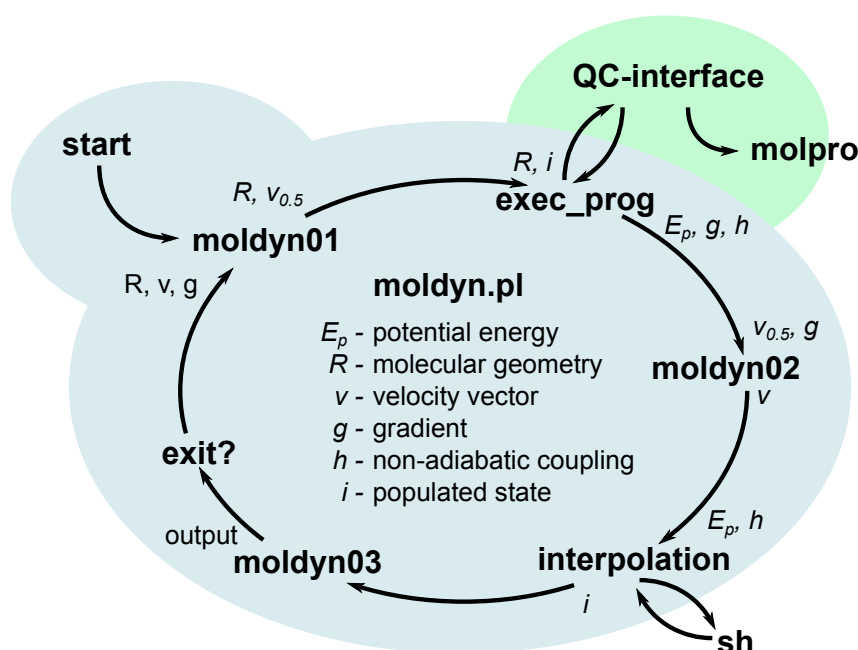 QC-interface
start
molpro
R, i
R, v0.5
exec_prog
Ep, g, h
moldyn01
R, v, g
moldyn.pl
Ep - potential energy
R - molecular geometry
v - velocity vector
g - gradient
h - non-adiabatic coupling
i - populated state
v0.5, g
moldyn02
v
exit?
Ep, h
output
interpolation
moldyn03
i
sh